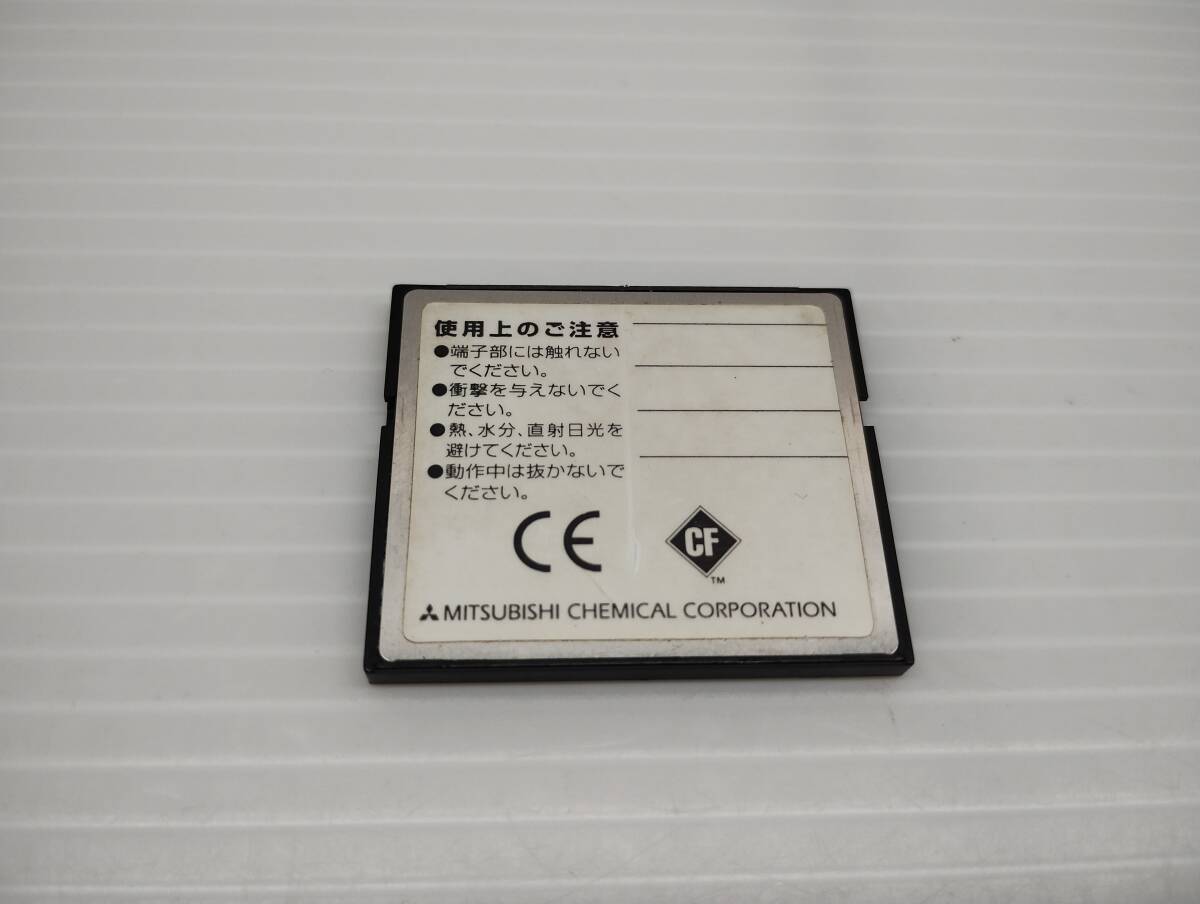 使用上のご注意
●端子部には触れない
でください。
●衝撃を与えないでく
ださい。
●熱、水分、直射日光を
避けてください。
●動作中は抜かないで
ください。
CE
CF
TM
MITSUBISHI CHEMICAL CORPORATION